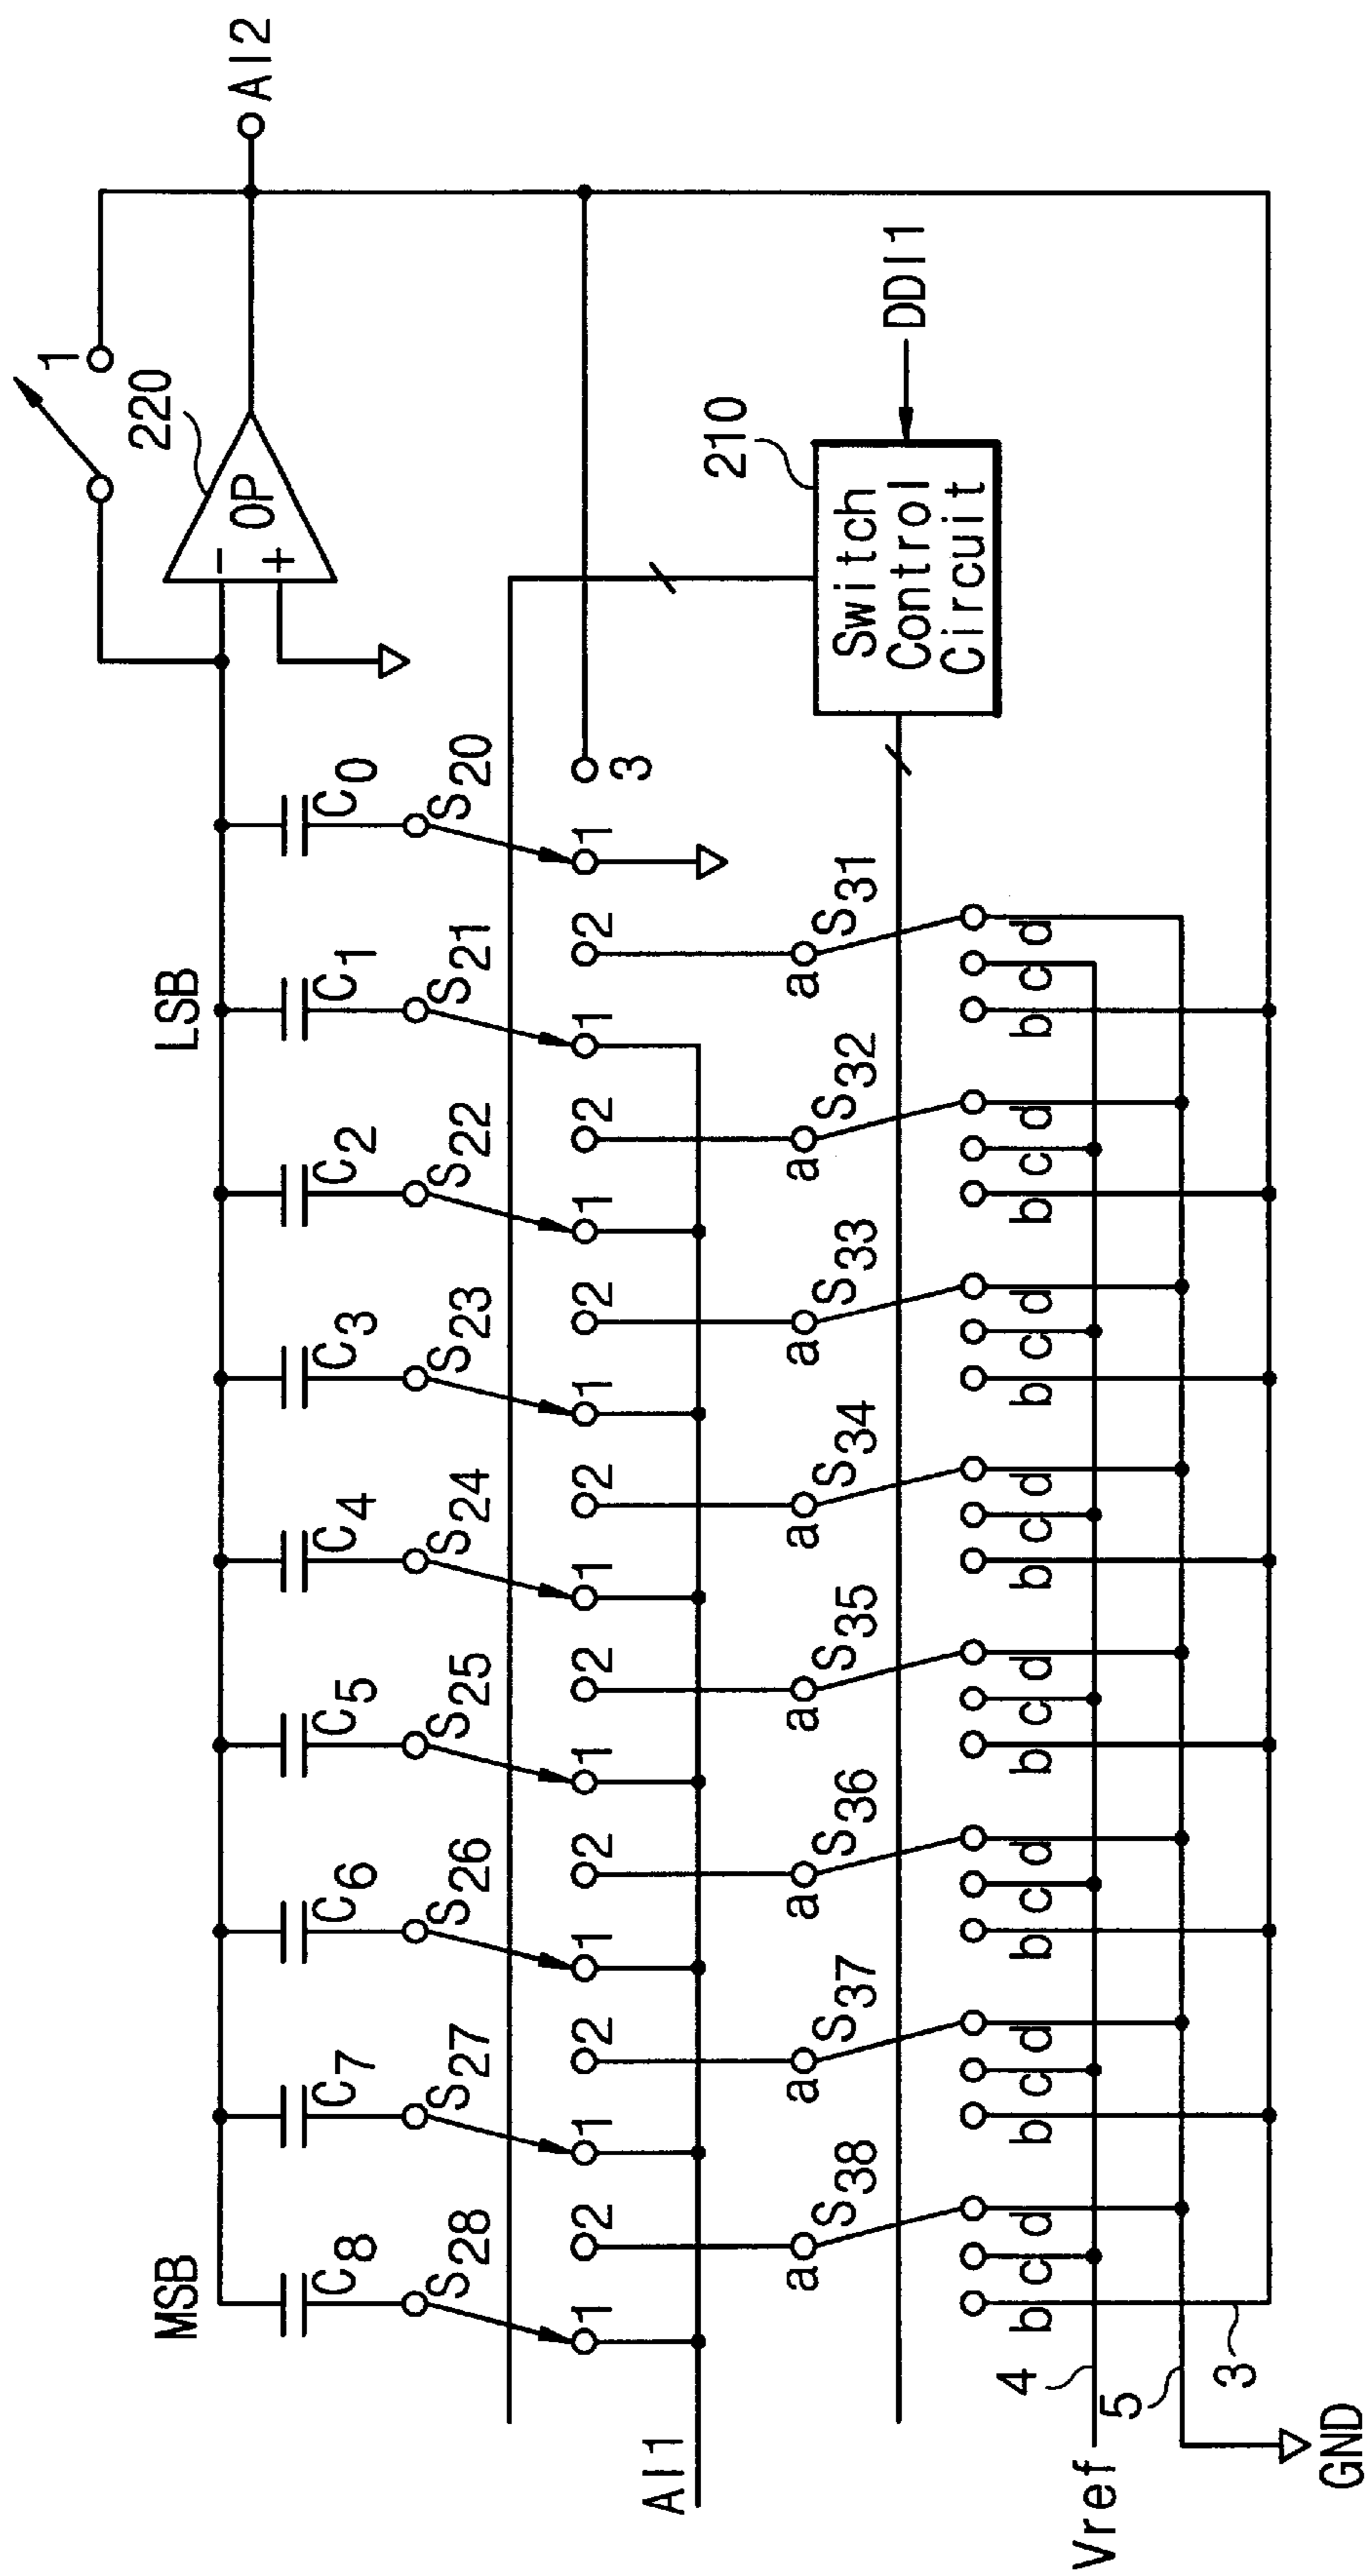 MSB
LSB
C8
C7
C6
C5
C4
C3
C2
C1
C0
S28
S27
S26
S25
S24
S23
S22
S21
S20
1
220
OP
−
+
AI2
1 2
1 2
1 2
1 2
1 2
1 2
1 2
1 2
1 3
AI1
210
Switch
Control
Circuit
DDI1
a S38
a S37
a S36
a S35
a S34
a S33
a S32
a S31
b c d
b c d
b c d
b c d
b c d
b c d
b c d
b c d
4
Vref
5
3
GND